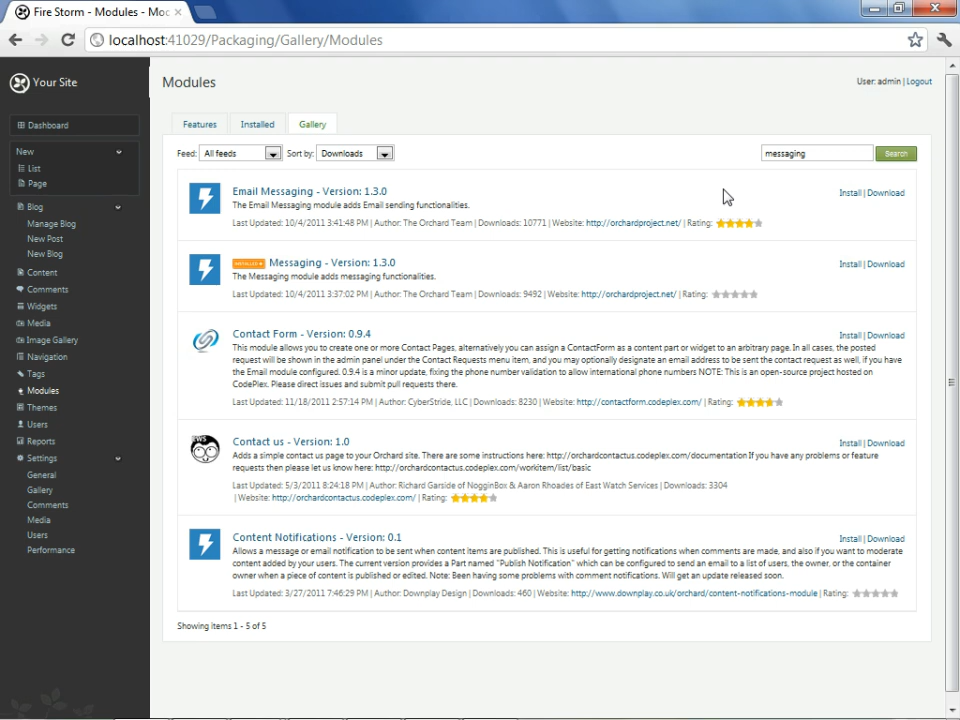 Fire Storm - Modules - Moc
localhost:41029/Packaging/Gallery/Modules
Your Site
Modules
User: admin | Logout
Dashboard
New
List
Page
Blog
Manage Blog
New Post
New Blog
Content
Comments
Widgets
Media
Image Gallery
Navigation
Tags
Modules
Themes
Users
Reports
Settings
General
Gallery
Comments
Media
Users
Performance
Features Installed Gallery
Feed: All feeds Sort by: Downloads messaging Search
Email Messaging - Version: 1.3.0 Install | Download
The Email Messaging module adds Email sending functionalities.
Last Updated: 10/4/2011 3:41:48 PM | Author: The Orchard Team | Downloads: 10771 | Website: http://orchardproject.net/ | Rating:
INSTALLED Messaging - Version: 1.3.0 Install | Download
The Messaging module adds messaging functionalities.
Last Updated: 10/4/2011 3:37:02 PM | Author: The Orchard Team | Downloads: 9492 | Website: http://orchardproject.net/ | Rating:
Contact Form - Version: 0.9.4 Install | Download
This module allows you to create one or more Contact Pages, alternatively you can assign a ContactForm as a content part or widget to an arbitrary page. In all cases, the posted
request will be shown in the admin panel under the Contact Requests menu item, and you may optionally designate an email address to be sent the contact request as well, if you have
the Email module configured. 0.9.4 is a minor update, fixing the phone number validation to allow international phone numbers NOTE: This is an open-source project hosted on
CodePlex. Please direct issues and submit pull requests there.
Last Updated: 11/18/2011 2:57:14 PM | Author: CyberStride, LLC | Downloads: 8230 | Website: http://contactform.codeplex.com/ | Rating:
Contact us - Version: 1.0 Install | Download
Adds a simple contact us page to your Orchard site. There are some instructions here: http://orchardcontactus.codeplex.com/documentation If you have any problems or feature
requests then please let us know here: http://orchardcontactus.codeplex.com/workitem/list/basic
Last Updated: 5/3/2011 8:24:18 PM | Author: Richard Garside of NogginBox & Aaron Rhoades of East Watch Services | Downloads: 3304
| Website: http://orchardcontactus.codeplex.com/ | Rating:
Content Notifications - Version: 0.1 Install | Download
Allows a message or email notification to be sent when content items are published. This is useful for getting notifications when comments are made, and also if you want to moderate
content added by your users. The current version provides a Part named "Publish Notification" which can be configured to send an email to a list of users, the owner, or the container
owner when a piece of content is published or edited. Note: Been having some problems with comment notifications. Will get an update released soon.
Last Updated: 3/27/2011 7:46:29 PM | Author: Downplay Design | Downloads: 460 | Website: http://www.downplay.co.uk/orchard/content-notifications-module | Rating:
Showing items 1 - 5 of 5